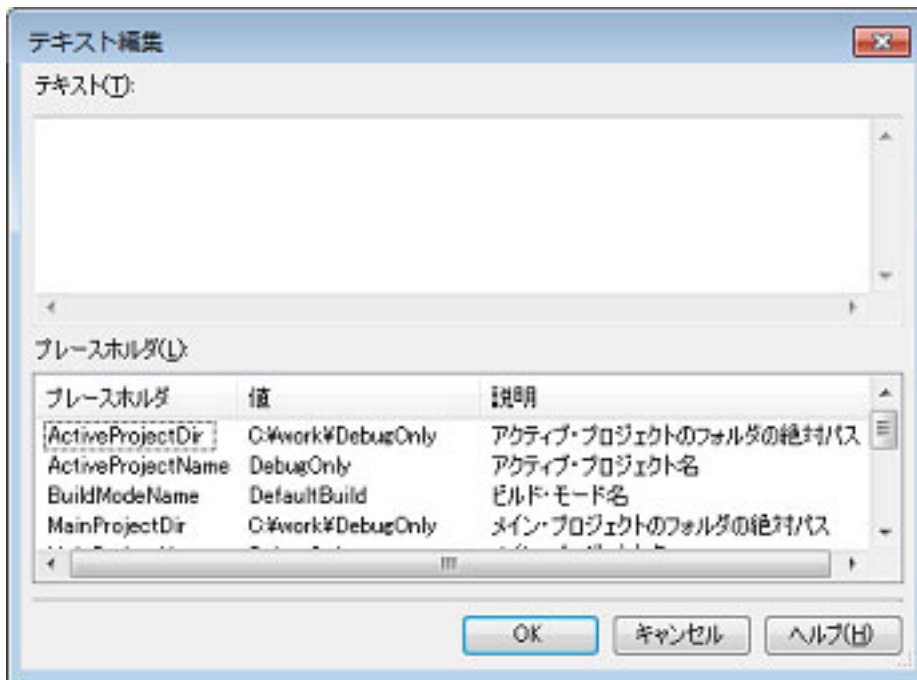 テキスト編集
テキスト(T):
プレースホルダ(L):
プレースホルダ 値 説明
ActiveProjectDir C:¥work¥DebugOnly アクティブ・プロジェクトのフォルダの絶対パス
ActiveProjectName DebugOnly アクティブ・プロジェクト名
BuildModeName DefaultBuild ビルド・モード名
MainProjectDir C:¥work¥DebugOnly メイン・プロジェクトのフォルダの絶対パス
OK キャンセル ヘルプ(H)